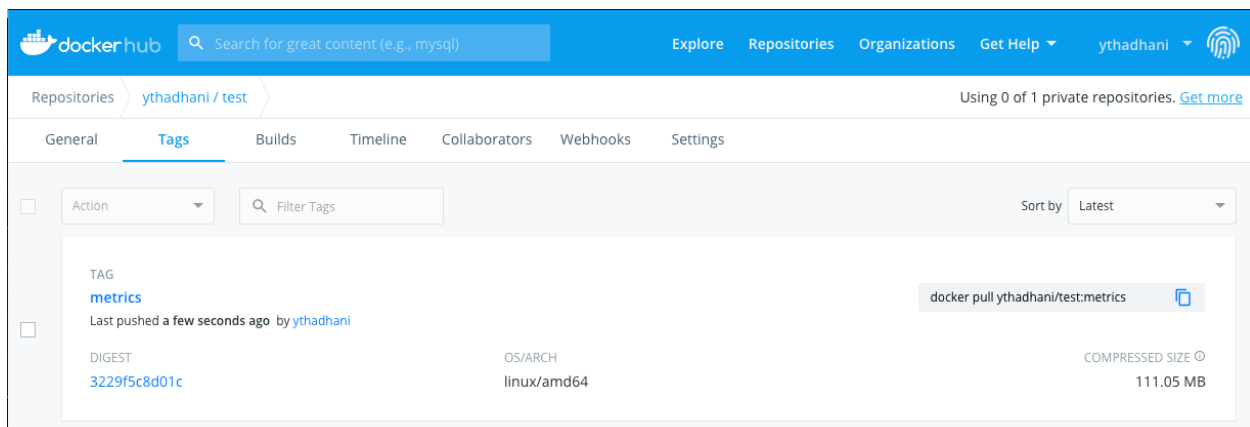 dockerhub Search for great content (e.g., mysql) Explore Repositories Organizations Get Help ythadhani
Repositories ythadhani / test Using 0 of 1 private repositories. Get more
General Tags Builds Timeline Collaborators Webhooks Settings
Action Filter Tags Sort by Latest
TAG
metrics docker pull ythadhani/test:metrics
Last pushed a few seconds ago by ythadhani
DIGEST OS/ARCH COMPRESSED SIZE
3229f5c8d01c linux/amd64 111.05 MB